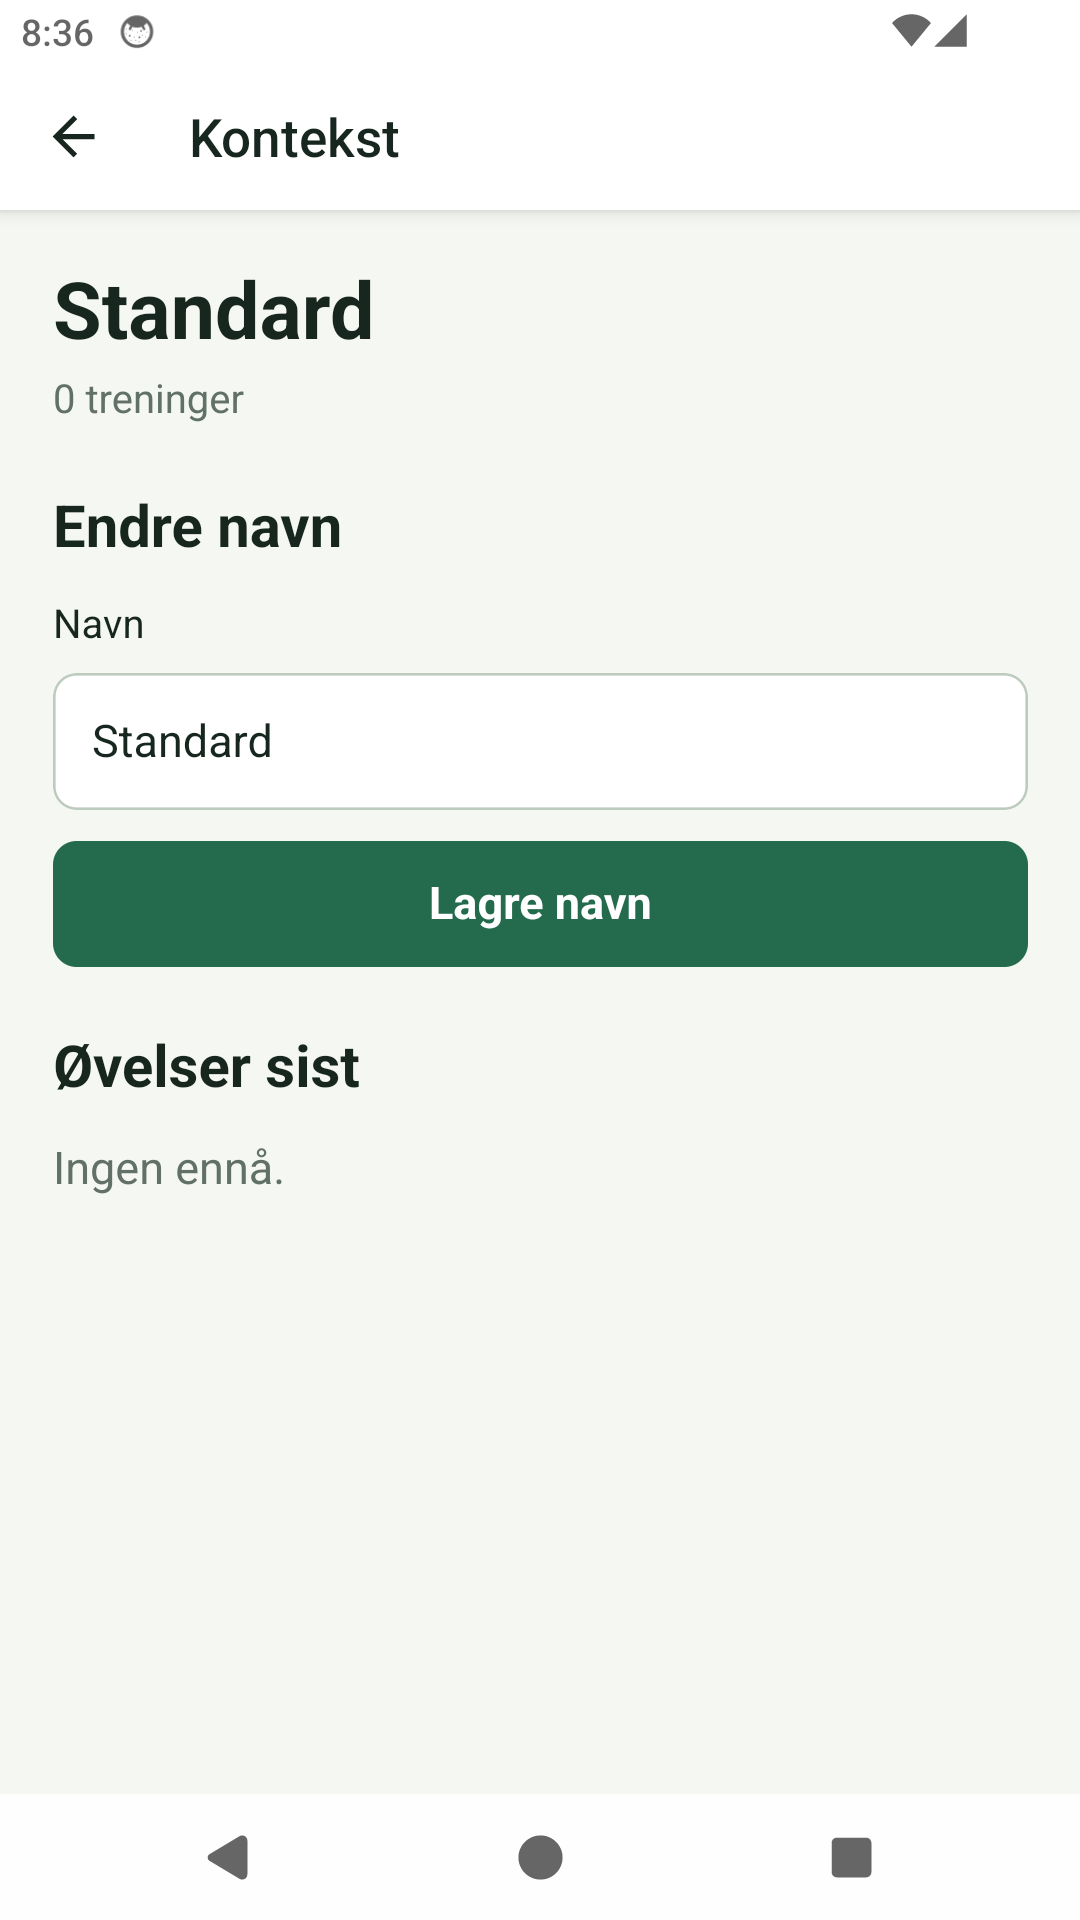 8:36
Kontekst
Standard
0 treninger
Endre navn
Navn
Standard
Lagre navn
Øvelser sist
Ingen ennå.